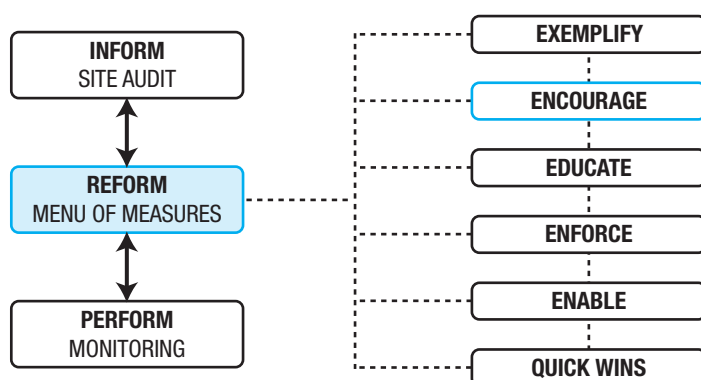 INFORM
SITE AUDIT
REFORM
MENU OF MEASURES
PERFORM
MONITORING
EXEMPLIFY
ENCOURAGE
EDUCATE
ENFORCE
ENABLE
QUICK WINS